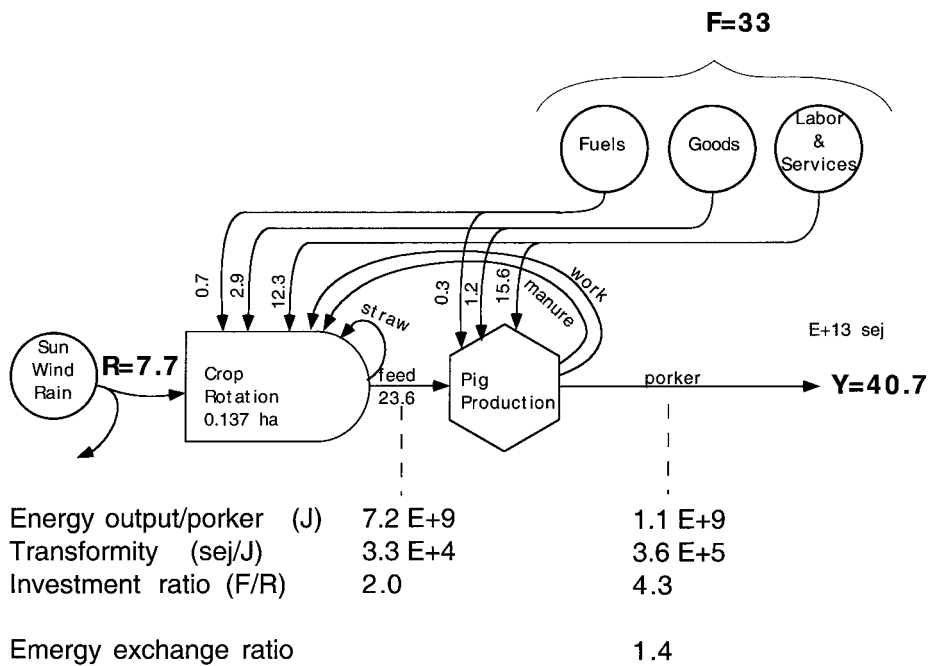 F=33
Fuels
Goods
Labor
&
Services
0.7
2.9
12.3
0.3
1.2
15.6
work
manure
straw
E+13 sej
Sun
Wind
Rain
R=7.7
Crop
Rotation
0.137 ha
feed
23.6
Pig
Production
porker
Y=40.7
Energy output/porker (J) 7.2 E+9 1.1 E+9
Transformity (sej/J) 3.3 E+4 3.6 E+5
Investment ratio (F/R) 2.0 4.3
Emergy exchange ratio 1.4